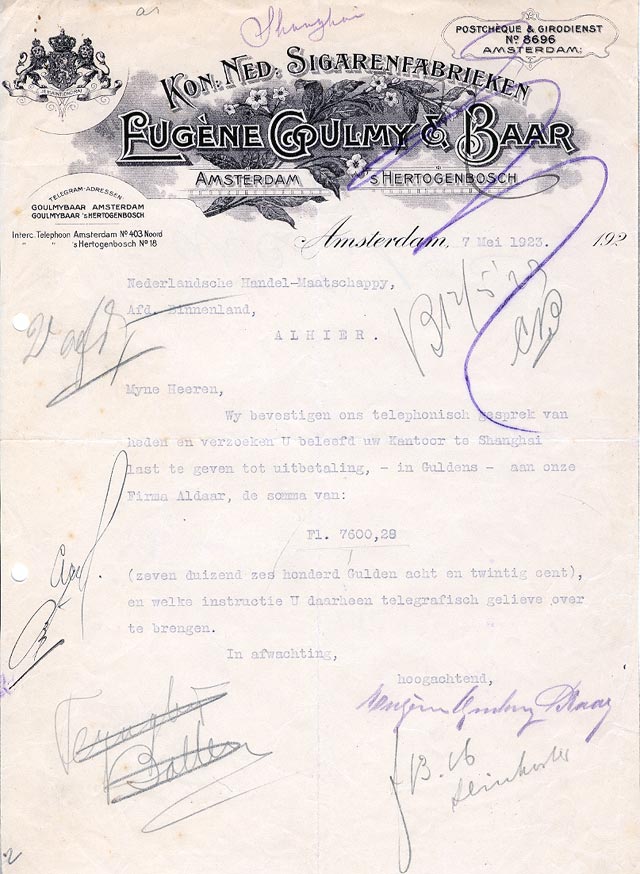 Shanghai
POSTCHÈQUE & GIRODIENST
No 8696
AMSTERDAM:
KON: NED: SIGARENFABRIEKEN
EUGÈNE GOULMY & BAAR
AMSTERDAM 's HERTOGENBOSCH
TELEGRAM-ADRESSEN
GOULMYBAAR AMSTERDAM
GOULMYBAAR 's HERTOGENBOSCH
Interc. Telephoon Amsterdam No 403 Noord
" " 's Hertogenbosch No 18
Amsterdam, 7 Mei 1923. 192
Nederlandsche Handel-Maatschappy,
Afd. Binnenland,
ALHIER.
Myne Heeren,
Wy bevestigen ons telephonisch gesprek van
heden en verzoeken U beleefd uw Kantoor te Shanghai
last te geven tot uitbetaling, - in Guldens - aan onze
Firma Aldaar, de somma van:
Fl. 7600,28
(zeven duizend zes honderd Gulden acht en twintig cent),
en welke instructie U daarheen telegrafisch gelieve over
te brengen.
In afwachting,
hoogachtend,
Eugène Goulmy & Baar